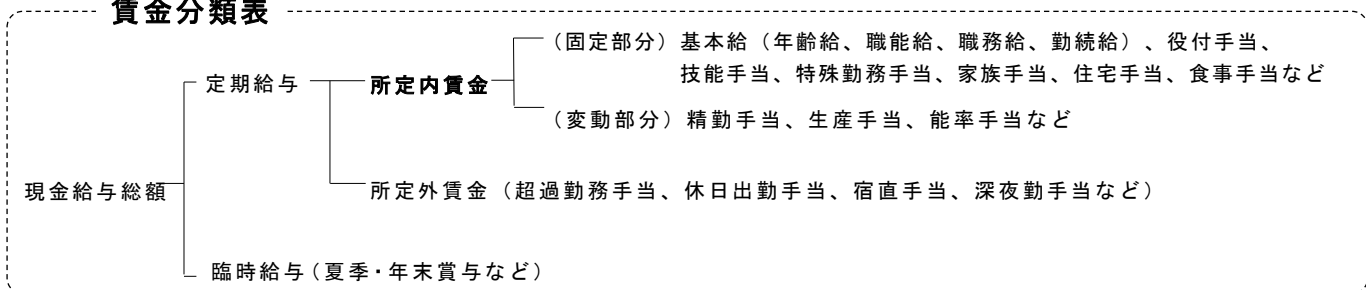 賃金分類表
(固定部分)基本給(年齢給、職能給、職務給、勤続給)、役付手当、
技能手当、特殊勤務手当、家族手当、住宅手当、食事手当など
定期給与
所定内賃金
(変動部分)精勤手当、生産手当、能率手当など
現金給与総額
所定外賃金(超過勤務手当、休日出勤手当、宿直手当、深夜勤手当など)
臨時給与(夏季・年末賞与など)